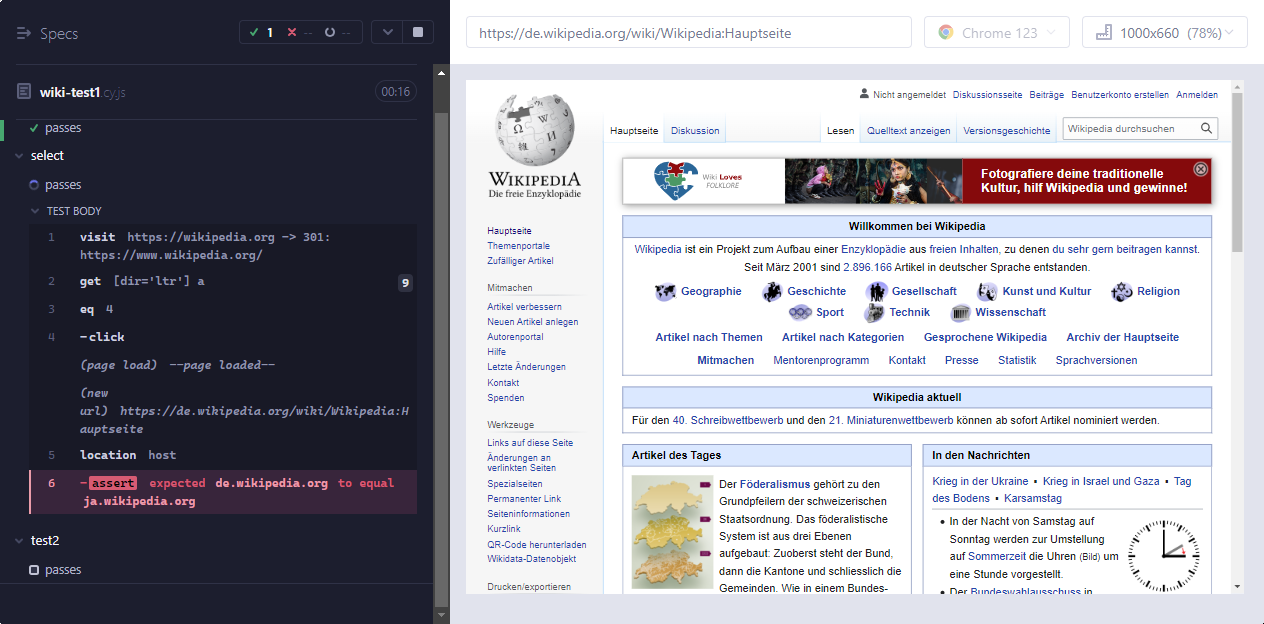 Specs
1 -- --
wiki-test1.cy.js
00:16
passes
select
passes
TEST BODY
1 visit https://wikipedia.org -> 301:
https://www.wikipedia.org/
2 get [dir='ltr'] a 9
3 eq 4
4 -click
(page load) --page loaded--
(new
url) https://de.wikipedia.org/wiki/Wikipedia:H
auptseite
5 location host
6 -assert expected de.wikipedia.org to equal
ja.wikipedia.org
test2
passes
https://de.wikipedia.org/wiki/Wikipedia:Hauptseite
Chrome 123
1000x660 (78%)
WIKIPEDIA
Die freie Enzyklopädie
Nicht angemeldet Diskussionsseite Beiträge Benutzerkonto erstellen Anmelden
Hauptseite Diskussion Lesen Quelltext anzeigen Versionsgeschichte Wikipedia durchsuchen
Hauptseite
Themenportale
Zufälliger Artikel
Mitmachen
Artikel verbessern
Neuen Artikel anlegen
Autorenportal
Hilfe
Letzte Änderungen
Kontakt
Spenden
Werkzeuge
Links auf diese Seite
Änderungen an
verlinkten Seiten
Spezialseiten
Permanenter Link
Seiteninformationen
Kurzlink
QR-Code herunterladen
Wikidata-Datenobjekt
Drucken/exportieren
Wiki Loves
FOLKLORE
Fotografiere deine traditionelle
Kultur, hilf Wikipedia und gewinne!
Willkommen bei Wikipedia
Wikipedia ist ein Projekt zum Aufbau einer Enzyklopädie aus freien Inhalten, zu denen du sehr gern beitragen kannst.
Seit März 2001 sind 2.896.166 Artikel in deutscher Sprache entstanden.
Geographie Geschichte Gesellschaft Kunst und Kultur Religion
Sport Technik Wissenschaft
Artikel nach Themen Artikel nach Kategorien Gesprochene Wikipedia Archiv der Hauptseite
Mitmachen Mentorenprogramm Kontakt Presse Statistik Sprachversionen
Wikipedia aktuell
Für den 40. Schreibwettbewerb und den 21. Miniaturenwettbewerb können ab sofort Artikel nominiert werden.
Artikel des Tages
Der Föderalismus gehört zu den
Grundpfeilern der schweizerischen
Staatsordnung. Das föderalistische
System ist aus drei Ebenen
aufgebaut: Zuoberst steht der Bund,
dann die Kantone und schliesslich die
Gemeinden. Wie in einem Bundes-
In den Nachrichten
Krieg in der Ukraine • Krieg in Israel und Gaza • Tag
des Bodens • Karsamstag
• In der Nacht von Samstag auf
Sonntag werden zur Umstellung
auf Sommerzeit die Uhren (Bild) um
eine Stunde vorgestellt.
• Der Bundeswahlausschuss in